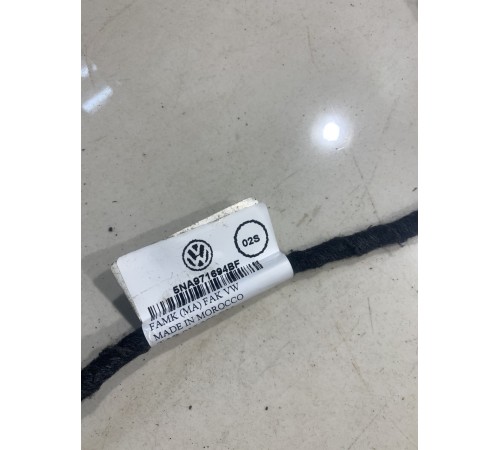 02S
5NA971694BF
FAMK (MA) FAK VW
MADE IN MOROCCO